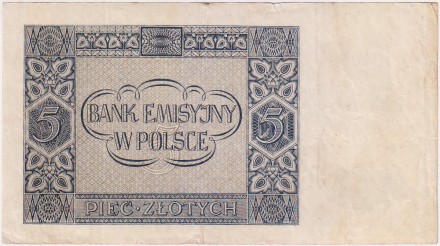 BANK EMISYJNY
W POLSCE
5 5
PIĘĆ·ZŁOTYCH